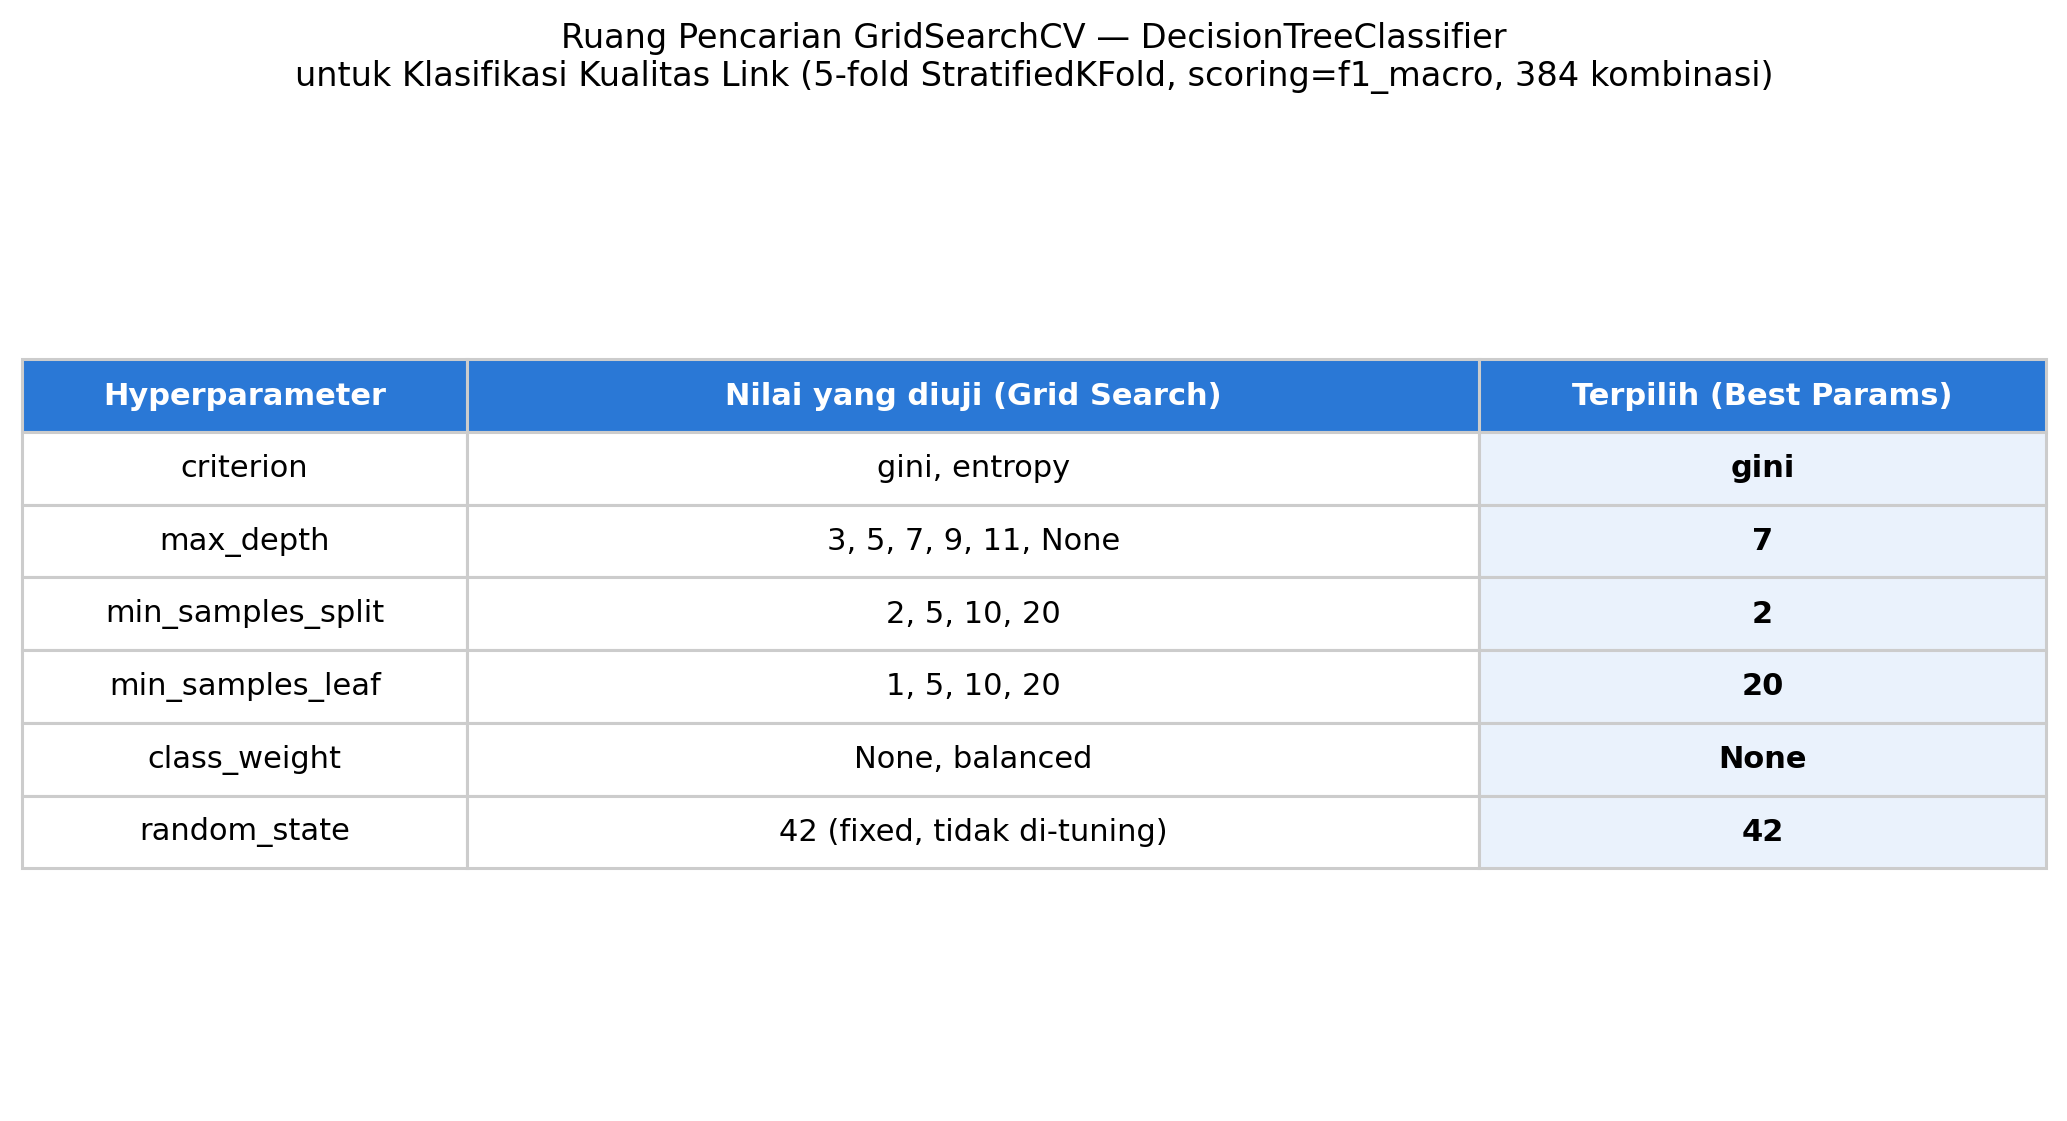 Ruang Pencarian GridSearchCV — DecisionTreeClassifier
untuk Klasifikasi Kualitas Link (5-fold StratifiedKFold, scoring=f1_macro, 384 kombinasi)
Hyperparameter Nilai yang diuji (Grid Search) Terpilih (Best Params)
criterion gini, entropy gini
max_depth 3, 5, 7, 9, 11, None 7
min_samples_split 2, 5, 10, 20 2
min_samples_leaf 1, 5, 10, 20 20
class_weight None, balanced None
random_state 42 (fixed, tidak di-tuning) 42